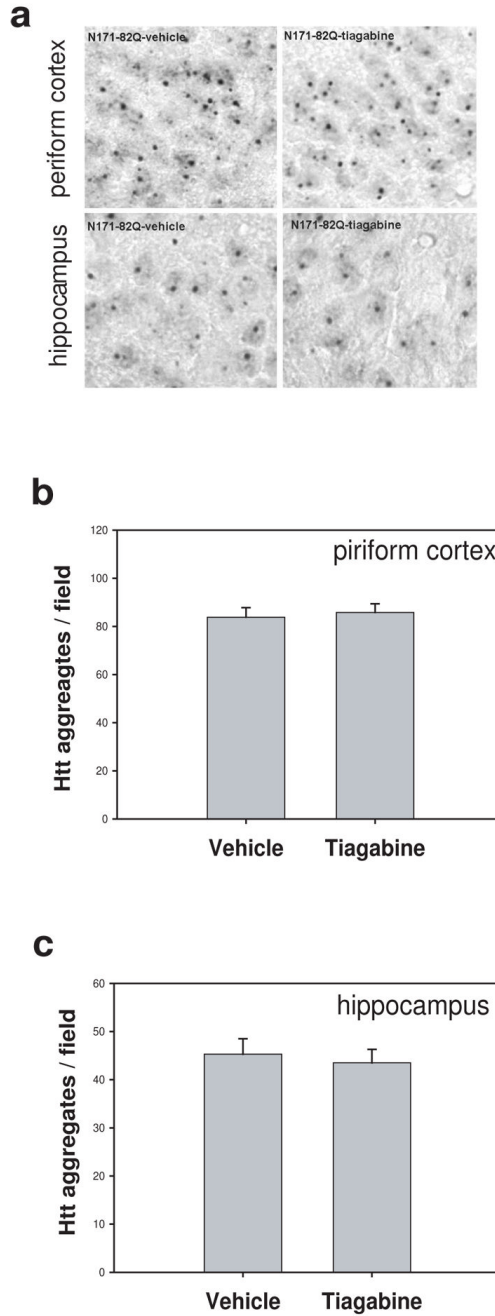 a
N171-82Q-vehicle
N171-82Q-tiagabine
periform cortex
N171-82Q-vehicle
N171-82Q-tiagabine
hippocampus
b
piriform cortex
120
100
80
60
40
20
0
Htt aggreagtes / field
Vehicle
Tiagabine
c
hippocampus
60
50
40
30
20
10
0
Htt aggregates / field
Vehicle
Tiagabine